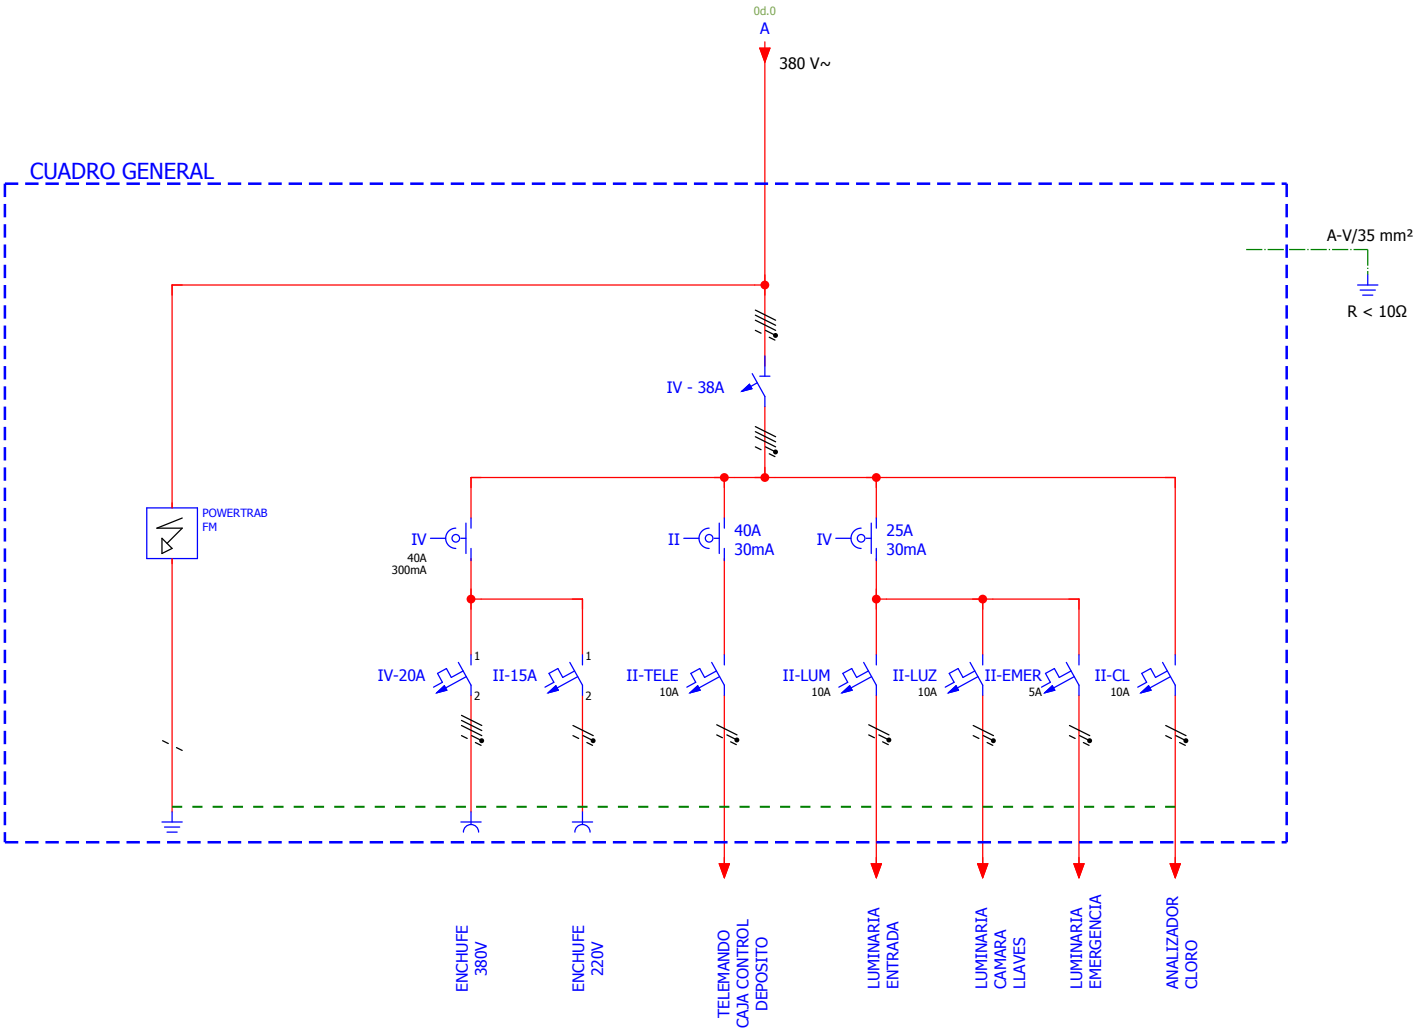 0d.0
A
380 V~
CUADRO GENERAL
A-V/35 mm²
R < 10Ω
IV - 38A
POWERTRAB
FM
IV
40A
300mA
II
40A
30mA
IV
25A
30mA
IV-20A
1
2
II-15A
1
2
II-TELE
10A
II-LUM
10A
II-LUZ
10A
II-EMER
5A
II-CL
10A
ENCHUFE
380V
ENCHUFE
220V
TELEMANDO
CAJA CONTROL
DEPOSITO
LUMINARIA
ENTRADA
LUMINARIA
CAMARA
LLAVES
LUMINARIA
EMERGENCIA
ANALIZADOR
CLORO